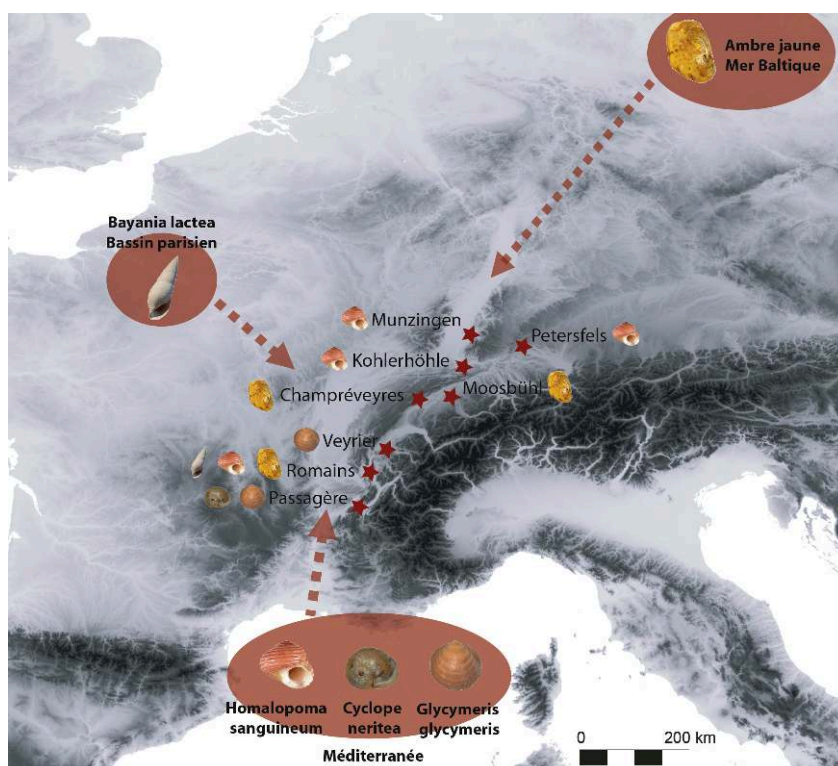 Ambre jaune
Mer Baltique
Bayania lactea
Bassin parisien
Munzingen
Petersfels
Kohlerhöhle
Champréveyres
Moosbühl
Veyrier
Romains
Passagère
Homalopoma
sanguineum
Cyclope
neritea
Glycymeris
glycymeris
Méditerranée
0
200 km